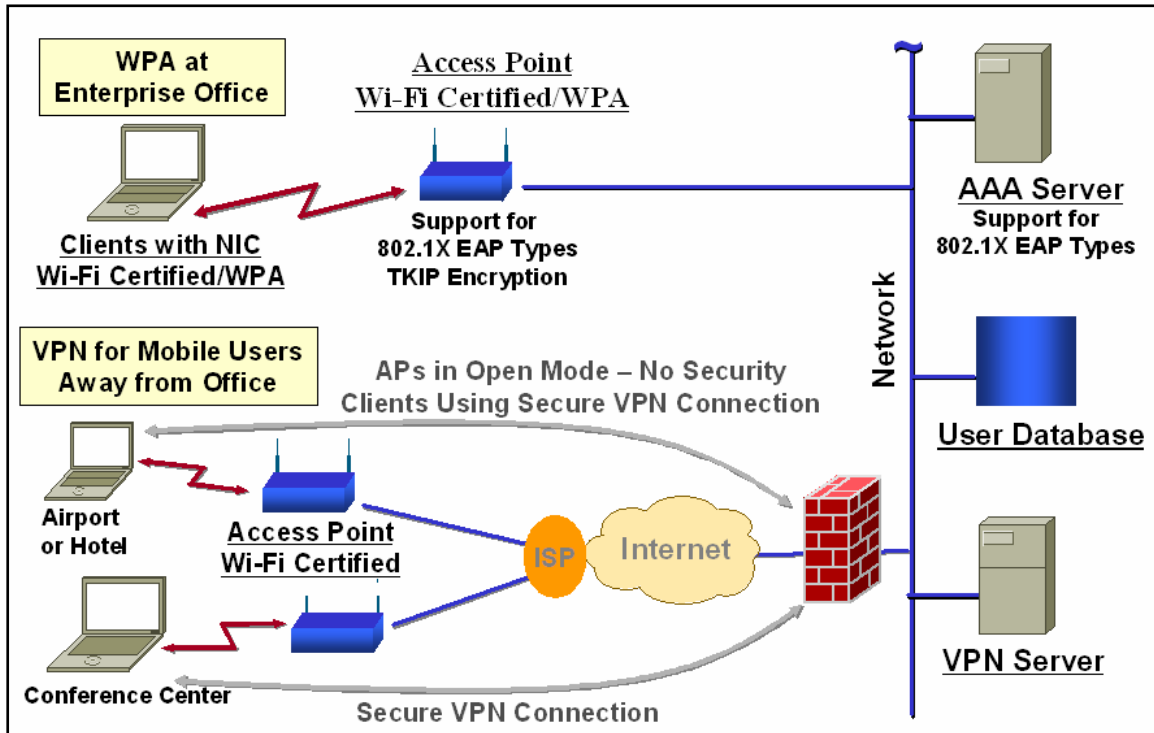 WPA at
Enterprise Office
Access Point
Wi-Fi Certified/WPA
Clients with NIC
Wi-Fi Certified/WPA
Support for
802.1X EAP Types
TKIP Encryption
AAA Server
Support for
802.1X EAP Types
Network
User Database
VPN Server
VPN for Mobile Users
Away from Office
APs in Open Mode – No Security
Clients Using Secure VPN Connection
Airport
or Hotel
Access Point
Wi-Fi Certified
ISP
Internet
Conference Center
Secure VPN Connection